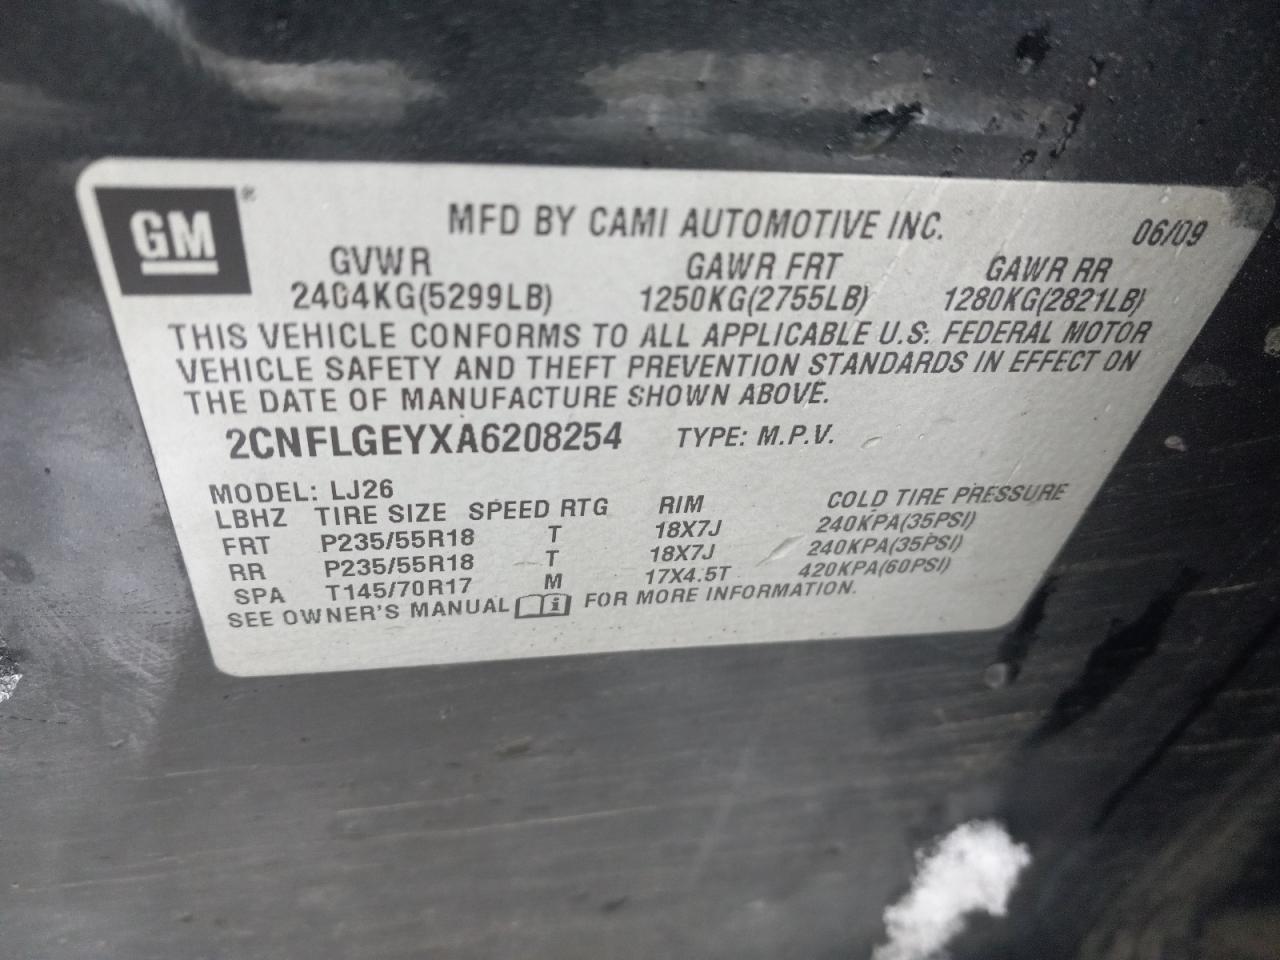 GM ®
MFD BY CAMI AUTOMOTIVE INC. 06/09
GVWR GAWR FRT GAWR RR
2404KG(5299LB) 1250KG(2755LB) 1280KG(2821LB)
THIS VEHICLE CONFORMS TO ALL APPLICABLE U.S. FEDERAL MOTOR
VEHICLE SAFETY AND THEFT PREVENTION STANDARDS IN EFFECT ON
THE DATE OF MANUFACTURE SHOWN ABOVE.
2CNFLGEYXA6208254 TYPE: M.P.V.
MODEL: LJ26
LBHZ TIRE SIZE SPEED RTG RIM COLD TIRE PRESSURE
FRT P235/55R18 T 18X7J 240KPA(35PSI)
RR P235/55R18 T 18X7J 240KPA(35PSI)
SPA T145/70R17 M 17X4.5T 420KPA(60PSI)
SEE OWNER'S MANUAL i FOR MORE INFORMATION.